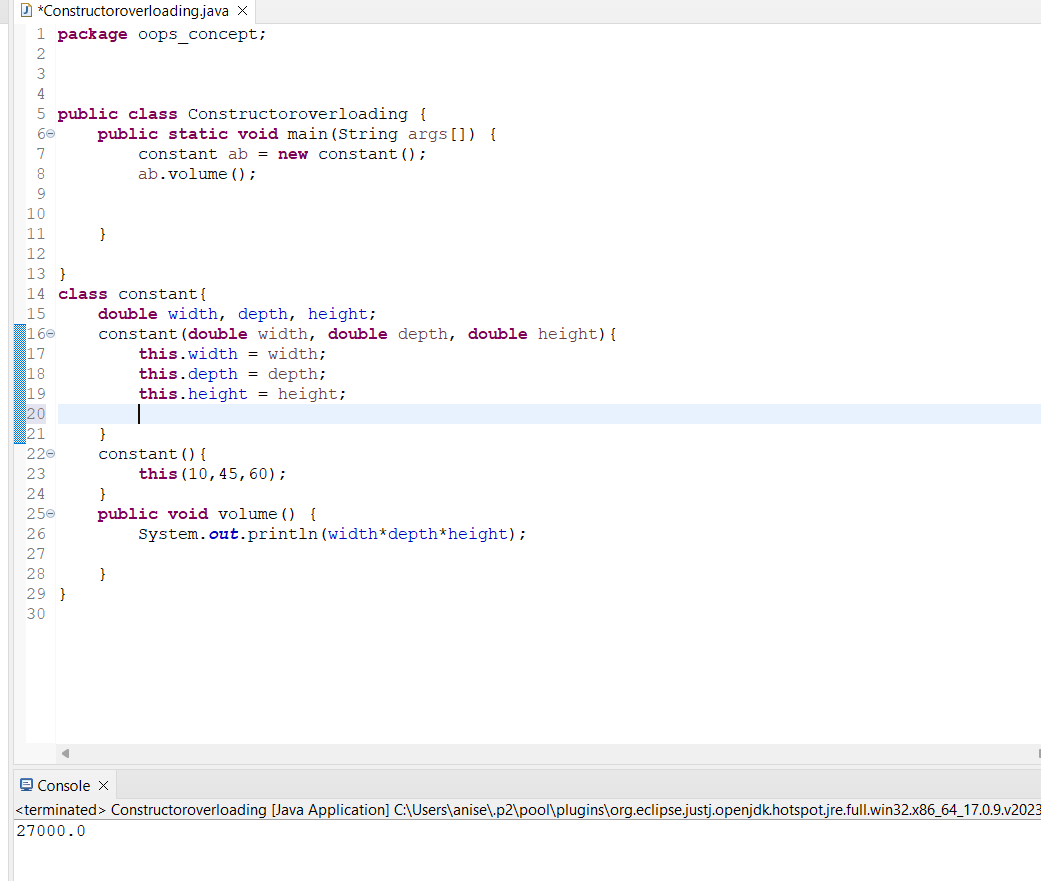 *Constructoroverloading.java
1 package oops_concept;
2
3
4
5 public class Constructoroverloading {
6 public static void main(String args[]) {
7 constant ab = new constant();
8 ab.volume();
9
10
11 }
12
13 }
14 class constant{
15 double width, depth, height;
16 constant(double width, double depth, double height){
17 this.width = width;
18 this.depth = depth;
19 this.height = height;
20
21 }
22 constant(){
23 this(10,45,60);
24 }
25 public void volume() {
26 System.out.println(width*depth*height);
27
28 }
29 }
30
Console
<terminated> Constructoroverloading [Java Application] C:\Users\anise\.p2\pool\plugins\org.eclipse.justj.openjdk.hotspot.jre.full.win32.x86_64_17.0.9.v2023
27000.0